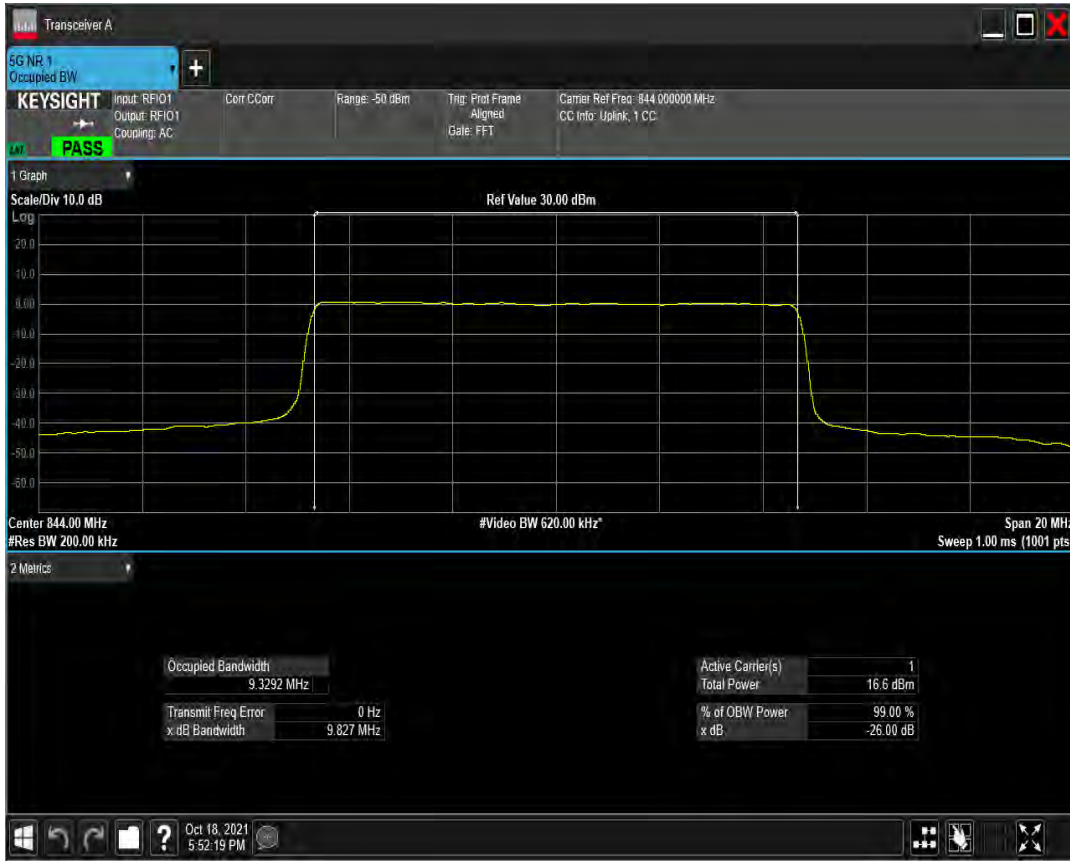 Transceiver A
5G NR 1
Occupied BW
+
KEYSIGHT
Input: RFIO1
Output: RFIO1
Coupling: AC
Corr CCorr
Range: -50 dBm
Trig: Prot Frame
Aligned
Gate: FFT
Carrier Ref Freq: 844.000000 MHz
CC Info: Uplink, 1 CC
PASS
1 Graph
Scale/Div 10.0 dB
Ref Value 30.00 dBm
Log
20.0
10.0
0.00
-10.0
-20.0
-30.0
-40.0
-50.0
-60.0
Center 844.00 MHz
#Video BW 620.00 kHz*
Span 20 MHz
#Res BW 200.00 kHz
Sweep 1.00 ms (1001 pts
2 Metrics
Occupied Bandwidth
9.3292 MHz
Transmit Freq Error 0 Hz
x dB Bandwidth 9.827 MHz
Active Carrier(s) 1
Total Power 16.6 dBm
% of OBW Power 99.00 %
x dB -26.00 dB
?
Oct 18, 2021
5:52:19 PM